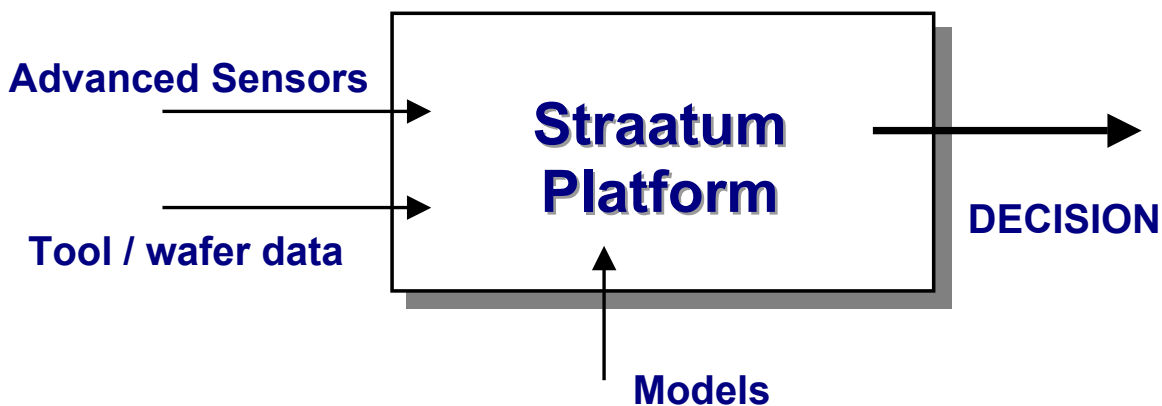 Advanced Sensors
Straatum
Platform
Tool / wafer data
DECISION
Models